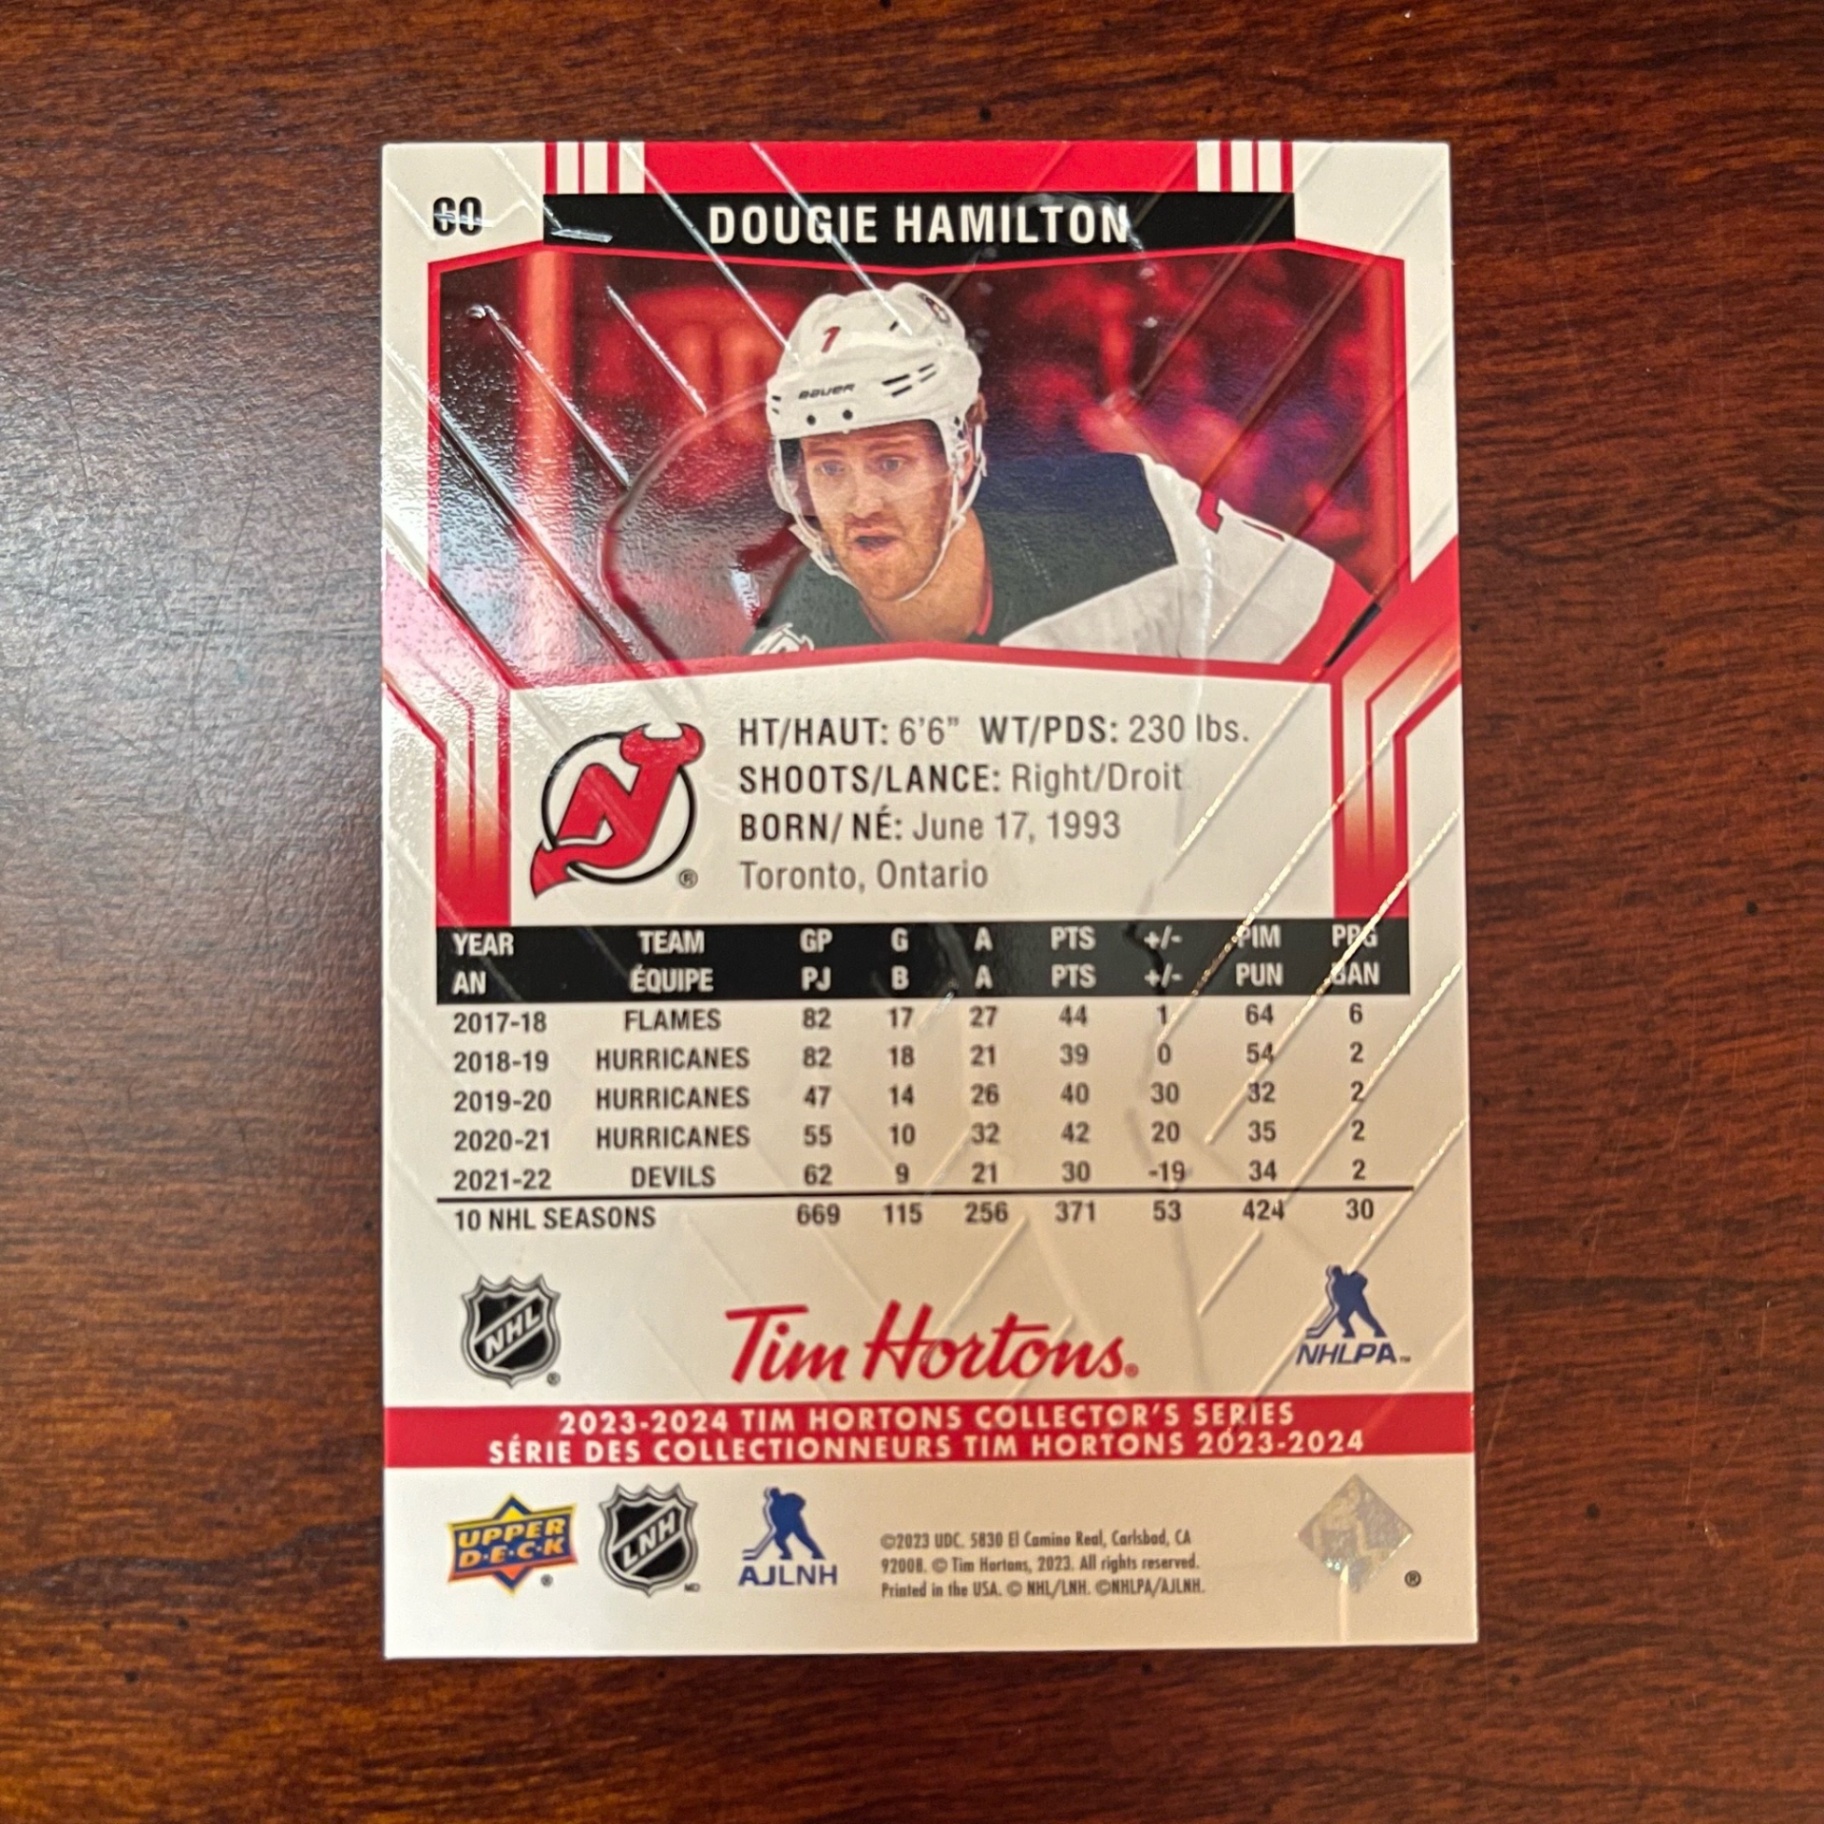 60
DOUGIE HAMILTON
7
BAUER
HT/HAUT: 6'6" WT/PDS: 230 lbs.
SHOOTS/LANCE: Right/Droit
BORN/ NÉ: June 17, 1993
Toronto, Ontario
®
YEAR TEAM GP G A PTS +/- PIM PPG
AN ÉQUIPE PJ B A PTS +/- PUN BAN
2017-18 FLAMES 82 17 27 44 1 64 6
2018-19 HURRICANES 82 18 21 39 0 54 2
2019-20 HURRICANES 47 14 26 40 30 32 2
2020-21 HURRICANES 55 10 32 42 20 35 2
2021-22 DEVILS 62 9 21 30 -19 34 2
10 NHL SEASONS 669 115 256 371 53 424 30
NHL ®
Tim Hortons®
NHLPA™
2023-2024 TIM HORTONS COLLECTOR'S SERIES
SÉRIE DES COLLECTIONNEURS TIM HORTONS 2023-2024
UPPER
D·E·C·K ®
LNH MD
AJLNH
©2023 UDC. 5830 El Camino Real, Carlsbad, CA
92008. © Tim Hortons, 2023. All rights reserved.
Printed in the USA. © NHL/LNH. ©NHLPA/AJLNH.
®